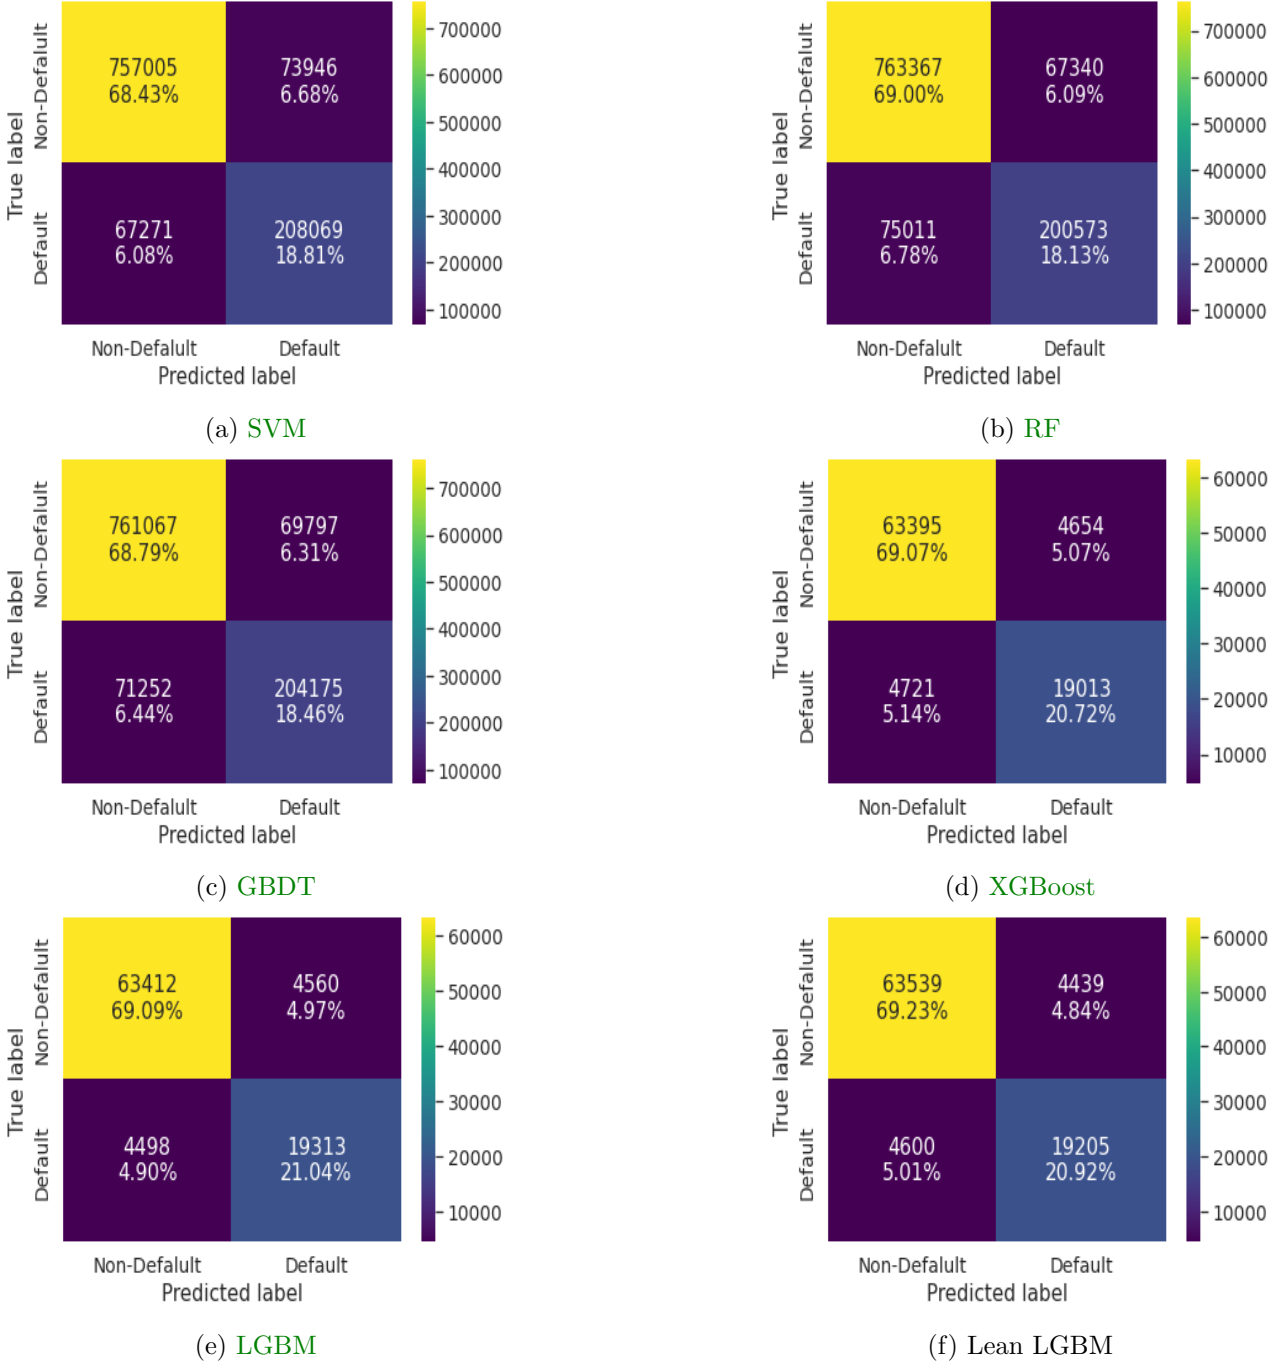 True label
Non-Defalult
Default
757005
68.43%
73946
6.68%
67271
6.08%
208069
18.81%
Non-Defalult Default
Predicted label
700000
600000
500000
400000
300000
200000
100000
(a) SVM
True label
Non-Defalult
Default
763367
69.00%
67340
6.09%
75011
6.78%
200573
18.13%
Non-Defalult Default
Predicted label
700000
600000
500000
400000
300000
200000
100000
(b) RF
True label
Non-Defalult
Default
761067
68.79%
69797
6.31%
71252
6.44%
204175
18.46%
Non-Defalult Default
Predicted label
700000
600000
500000
400000
300000
200000
100000
(c) GBDT
True label
Non-Defalult
Default
63395
69.07%
4654
5.07%
4721
5.14%
19013
20.72%
Non-Defalult Default
Predicted label
60000
50000
40000
30000
20000
10000
(d) XGBoost
True label
Non-Defalult
Default
63412
69.09%
4560
4.97%
4498
4.90%
19313
21.04%
Non-Defalult Default
Predicted label
60000
50000
40000
30000
20000
10000
(e) LGBM
True label
Non-Defalult
Default
63539
69.23%
4439
4.84%
4600
5.01%
19205
20.92%
Non-Defalult Default
Predicted label
60000
50000
40000
30000
20000
10000
(f) Lean LGBM